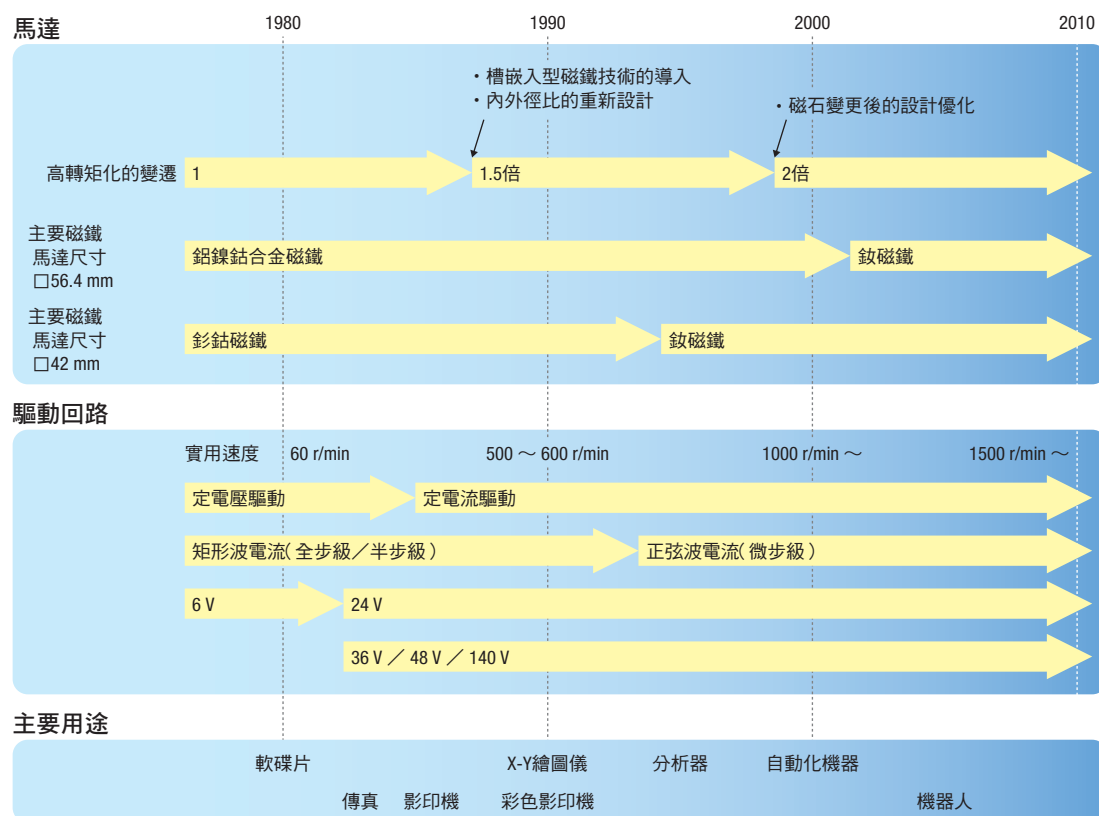 馬達
1980 1990 2000 2010
・槽嵌入型磁鐵技術的導入
・內外徑比的重新設計
・磁石變更後的設計優化
高轉矩化的變遷 1 1.5倍 2倍
主要磁鐵
馬達尺寸
□56.4 mm
鋁鎳鈷合金磁鐵 釹磁鐵
主要磁鐵
馬達尺寸
□42 mm
釤鈷磁鐵 釹磁鐵
驅動回路
實用速度 60 r/min 500 ～ 600 r/min 1000 r/min ～ 1500 r/min ～
定電壓驅動 定電流驅動
矩形波電流( 全步級／半步級 ) 正弦波電流( 微步級 )
6 V 24 V
36 V ／ 48 V ／ 140 V
主要用途
軟碟片 X-Y繪圖儀 分析器 自動化機器
傳真 影印機 彩色影印機 機器人